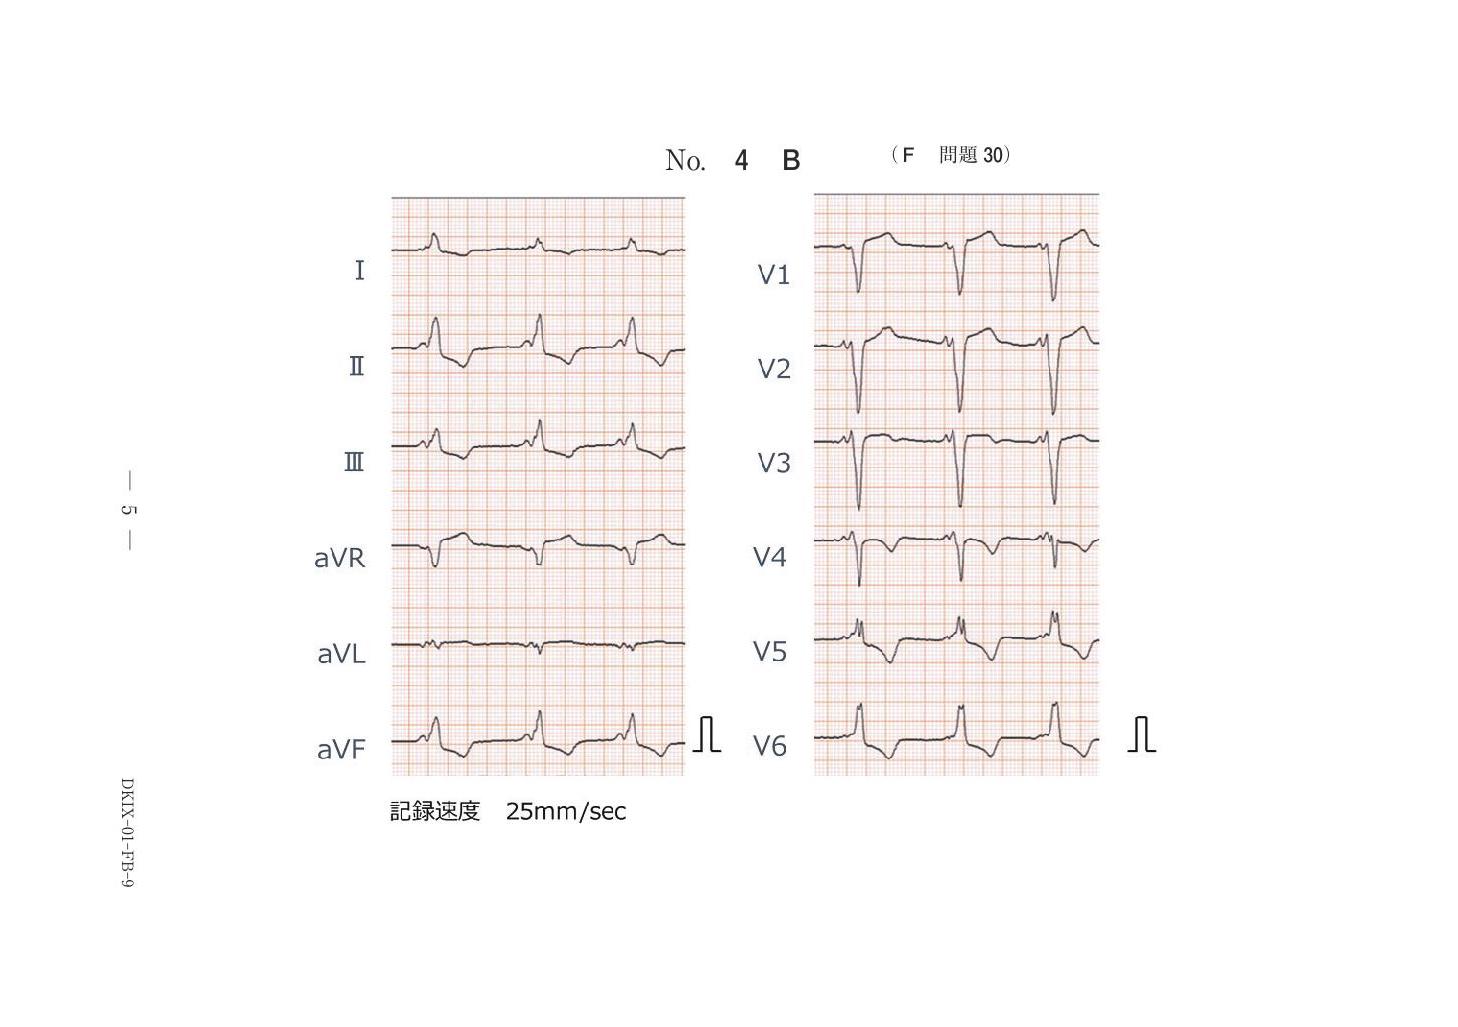 No. 4 B
(F 問題 30)
I
II
III
aVR
aVL
aVF
V1
V2
V3
V4
V5
V6
記録速度 25mm/sec
— 5 —
DKIX-01-FB-9